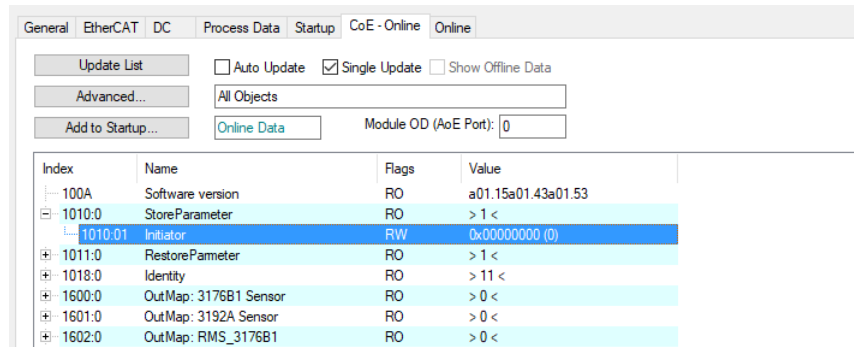 General EtherCAT DC Process Data Startup CoE - Online Online
Update List Auto Update Single Update Show Offline Data
Advanced... All Objects
Add to Startup... Online Data Module OD (AoE Port): 0
Index Name Flags Value
100A Software version RO a01.15a01.43a01.53
1010:0 StoreParameter RO > 1 <
1010:01 Initiator RW 0x00000000 (0)
1011:0 RestoreParmeter RO > 1 <
1018:0 Identity RO > 11 <
1600:0 OutMap: 3176B1 Sensor RO > 0 <
1601:0 OutMap: 3192A Sensor RO > 0 <
1602:0 OutMap: RMS_3176B1 RO > 0 <